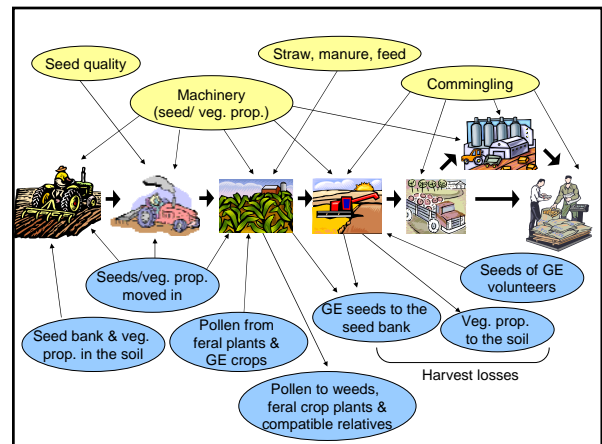 Straw, manure, feed
Seed quality
Commingling
Machinery
(seed/ veg. prop.)
Seeds/veg. prop.
moved in
Seeds of GE
volunteers
Seed bank & veg.
prop. in the soil
Pollen from
feral plants &
GE crops
GE seeds to the
seed bank
Veg. prop.
to the soil
Harvest losses
Pollen to weeds,
feral crop plants &
compatible relatives